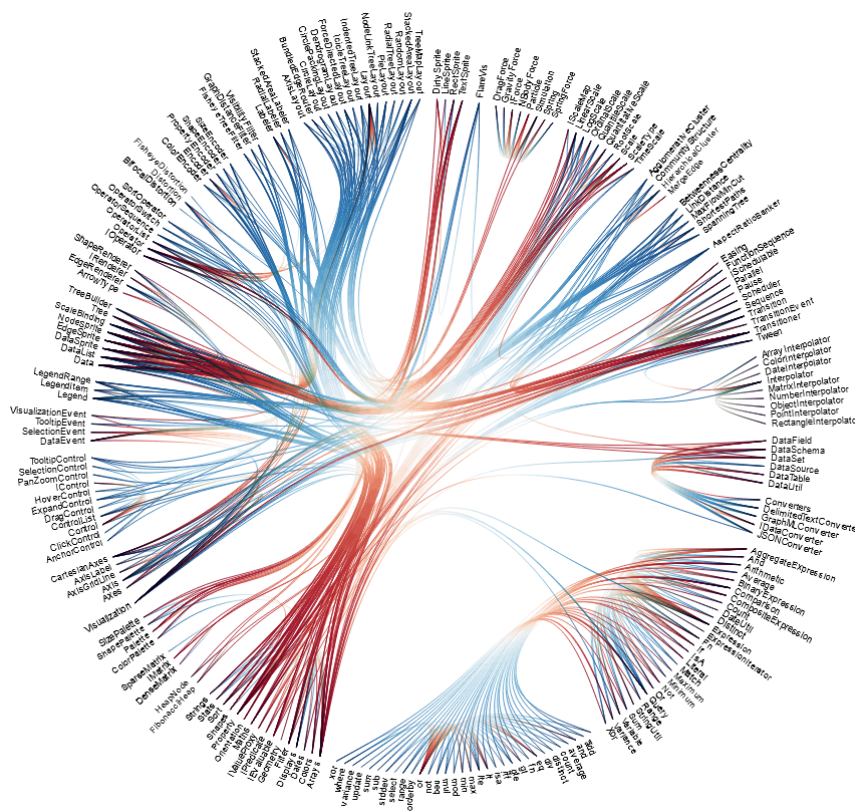 TreeMapLayout
StackedAreaLayout
RandomLayout
RadialTreeLayout
PieLayout
NodeLinkTreeLayout
Layout
IndentedTreeLayout
IcicleTreeLayout
ForceDirectedLayout
DendrogramLayout
CirclePackingLayout
CircleLayout
BundledEdgeRouter
AxisLayout
StackedAreaLabeler
RadialLabeler
Labeler
VisibilityFilter
GraphDistanceFilter
FisheyeTreeFilter
SizeEncoder
ShapeEncoder
PropertyEncoder
ColorEncoder
FisheyeDistortion
Distortion
BifocalDistortion
SortOperator
OperatorSwitch
OperatorSequence
OperatorList
Operator
IOperator
ShapeRenderer
IRenderer
EdgeRenderer
ArrowType
TreeBuilder
Tree
ScaleBinding
NodeSprite
EdgeSprite
DataSprite
DataList
Data
LegendRange
LegendItem
Legend
VisualizationEvent
TooltipEvent
SelectionEvent
DataEvent
TooltipControl
SelectionControl
PanZoomControl
IControl
HoverControl
ExpandControl
DragControl
ControlList
Control
ClickControl
AnchorControl
CartesianAxes
AxisLabel
AxisGridLine
Axis
Axes
Visualization
SizePalette
ShapePalette
Palette
ColorPalette
SparseMatrix
IMatrix
DenseMatrix
HeapNode
FibonacciHeap
Strings
Stats
Sort
Shapes
Property
Orientation
Maths
IValueProxy
IPredicate
IEvaluable
Geometry
Filter
Displays
Dates
Colors
Arrays
xor
where
variance
update
sum
sub
stddev
select
range
orderby
or
not
neq
mul
mod
min
max
lte
lt
isa
iff
gte
gt
fn
eq
div
distinct
count
average
and
add
Xor
Variance
Variable
Sum
StringUtil
Range
Query
Or
Not
Minimum
Maximum
Match
Literal
IsA
If
Fn
ExpressionIterator
Expression
Distinct
DateUtil
Count
CompositeExpression
Comparison
BinaryExpression
Average
Arithmetic
And
AggregateExpression
JSONConverter
IDataConverter
GraphMLConverter
DelimitedTextConverter
Converters
DataUtil
DataTable
DataSource
DataSet
DataSchema
DataField
RectangleInterpolator
PointInterpolator
ObjectInterpolator
NumberInterpolator
MatrixInterpolator
Interpolator
DateInterpolator
ColorInterpolator
ArrayInterpolator
Tween
Transitioner
TransitionEvent
Transition
Sequence
Scheduler
Pause
Parallel
ISchedulable
FunctionSequence
Easing
AspectRatioBanker
SpanningTree
ShortestPaths
MaxFlowMinCut
LinkDistance
BetweennessCentrality
MergeEdge
HierarchicalCluster
CommunityStructure
AgglomerativeCluster
TimeScale
ScaleType
Scale
RootScale
QuantitativeScale
QuantileScale
OrdinalScale
LogScale
LinearScale
IScaleMap
SpringForce
Spring
Simulation
Particle
NBodyForce
IForce
GravityForce
DragForce
FlareVis
TextSprite
RectSprite
LineSprite
DirtySprite